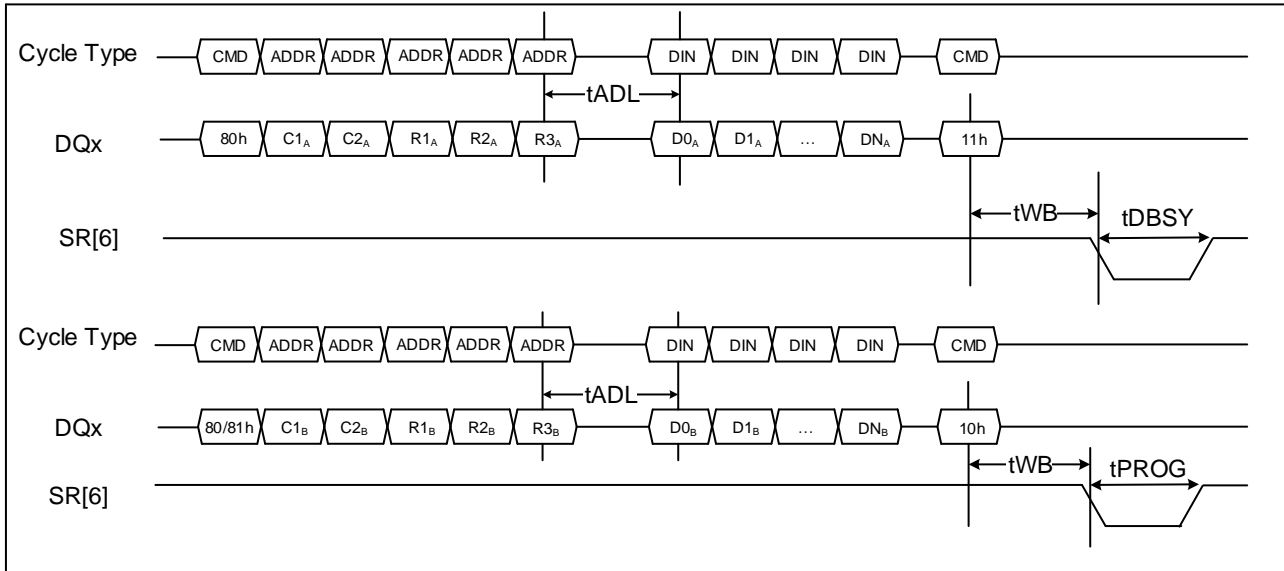 Cycle Type CMD ADDR ADDR ADDR ADDR ADDR DIN DIN DIN DIN CMD
tADL
DQx 80h C1A C2A R1A R2A R3A D0A D1A ... DNA 11h
tWB tDBSY
SR[6]
Cycle Type CMD ADDR ADDR ADDR ADDR ADDR DIN DIN DIN DIN CMD
tADL
DQx 80/81h C1B C2B R1B R2B R3B D0B D1B ... DNB 10h
tWB tPROG
SR[6]